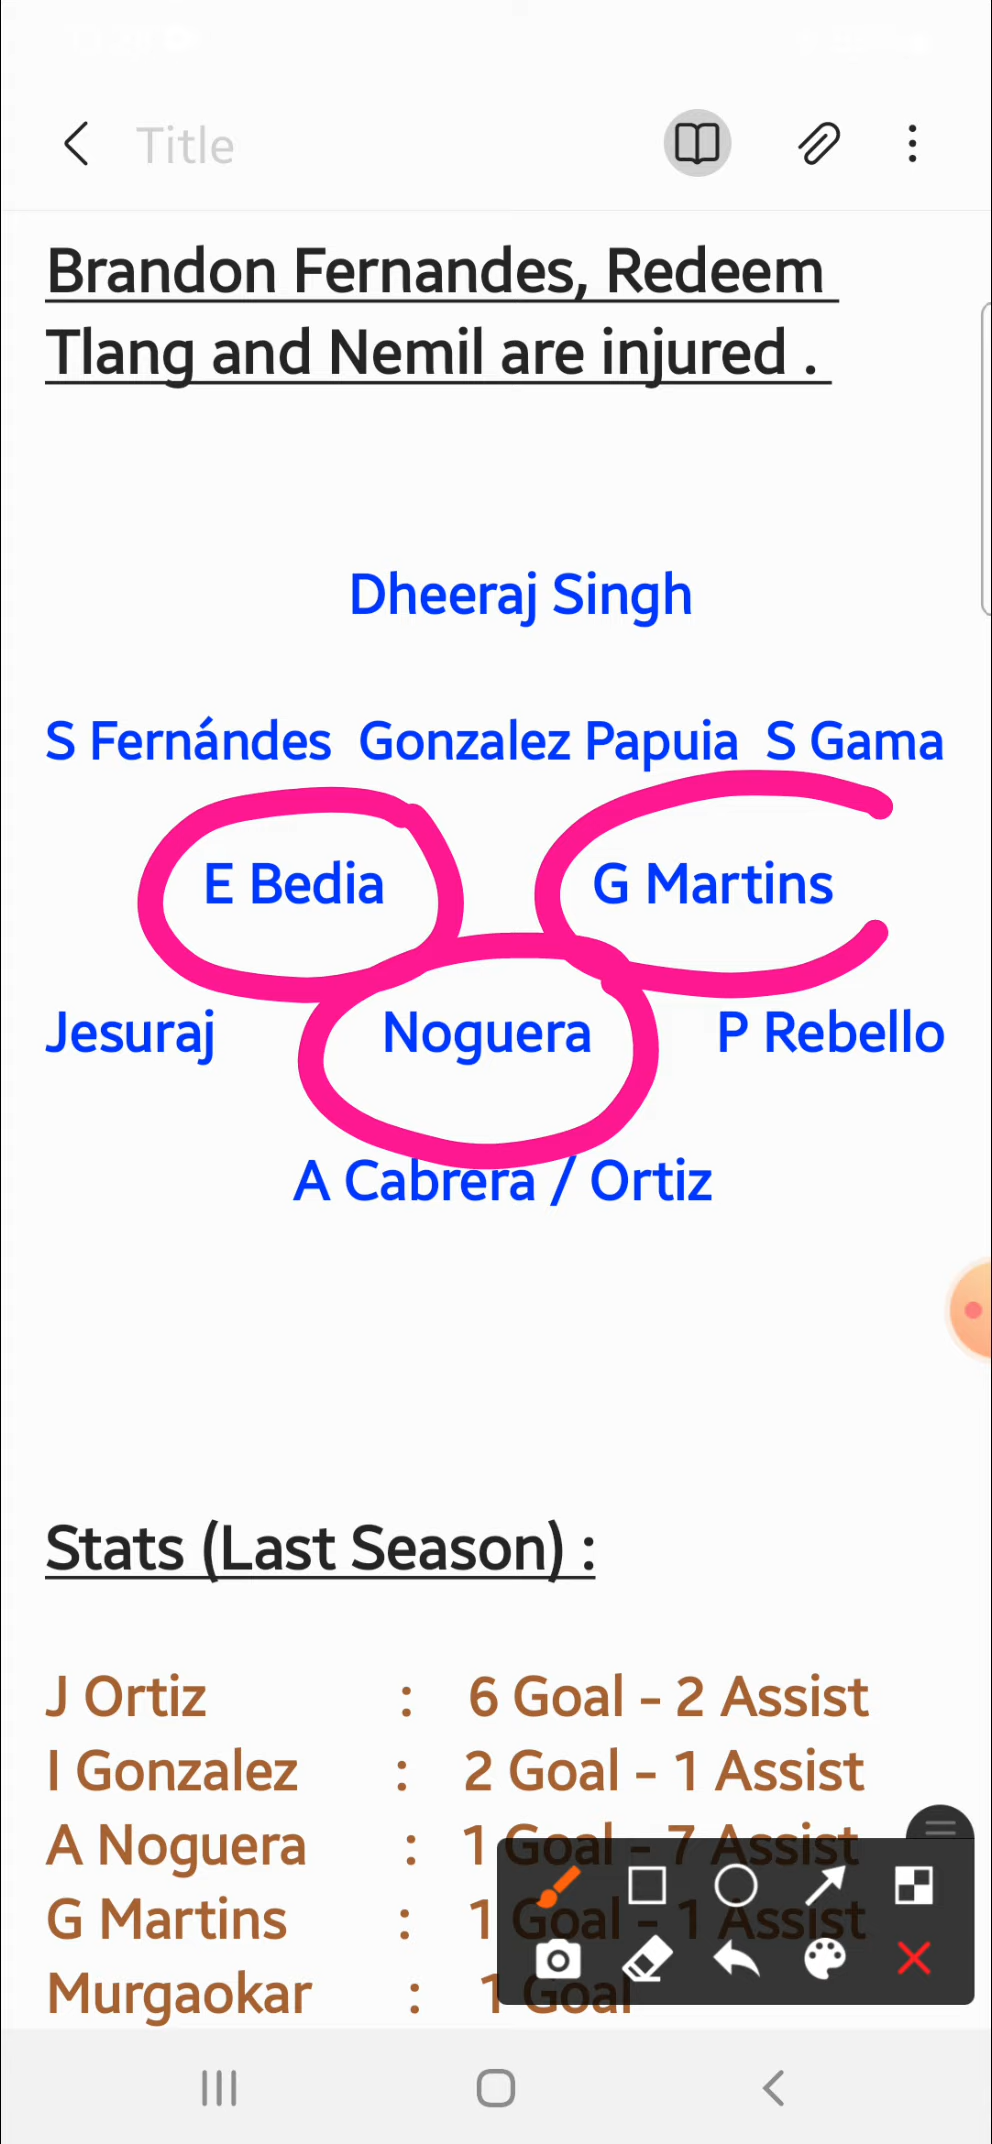 Title
Brandon Fernandes, Redeem
Tlang and Nemil are injured .
Dheeraj Singh
S Fernándes Gonzalez Papuia S Gama
E Bedia G Martins
Jesuraj Noguera P Rebello
A Cabrera / Ortiz
Stats (Last Season) :
J Ortiz : 6 Goal - 2 Assist
I Gonzalez : 2 Goal - 1 Assist
A Noguera : 1 Goal - 7 Assist
G Martins : 1 Goal - 1 Assist
Murgaokar : 1 Goal